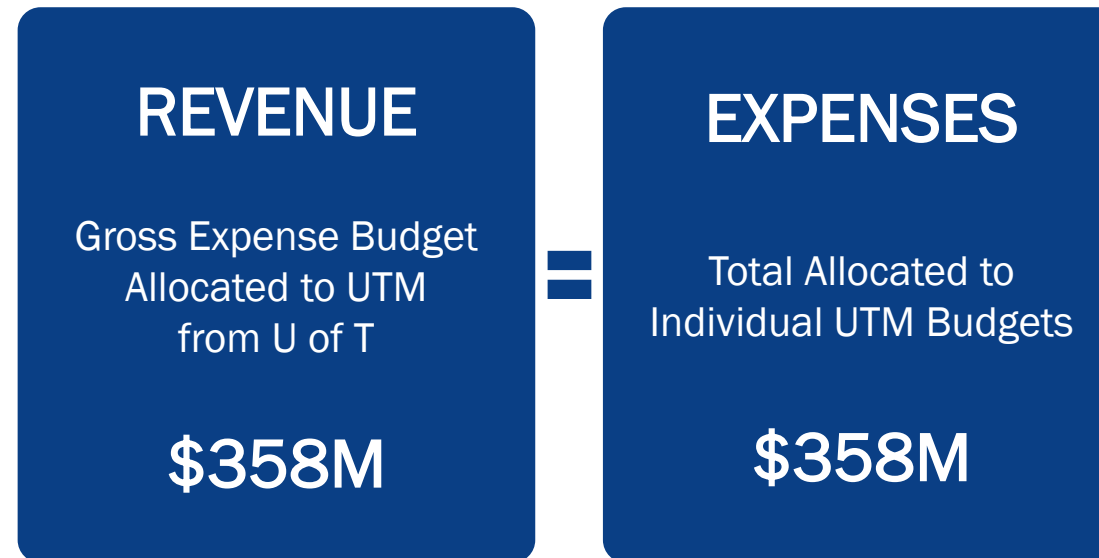 REVENUE
Gross Expense Budget
Allocated to UTM
from U of T
$358M
=
EXPENSES
Total Allocated to
Individual UTM Budgets
$358M